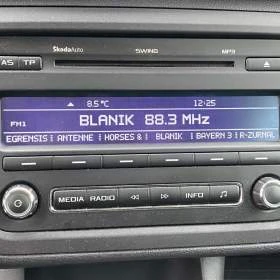 ŠkodaAuto SWING MP3
AS TP
8.5°C 12:25
FM1 BLANIK 88.3 MHz
EGRENSIS ANTENNE HORSES & BLANIK BAYERN 3 R-ZURNAL
MEDIA RADIO INFO